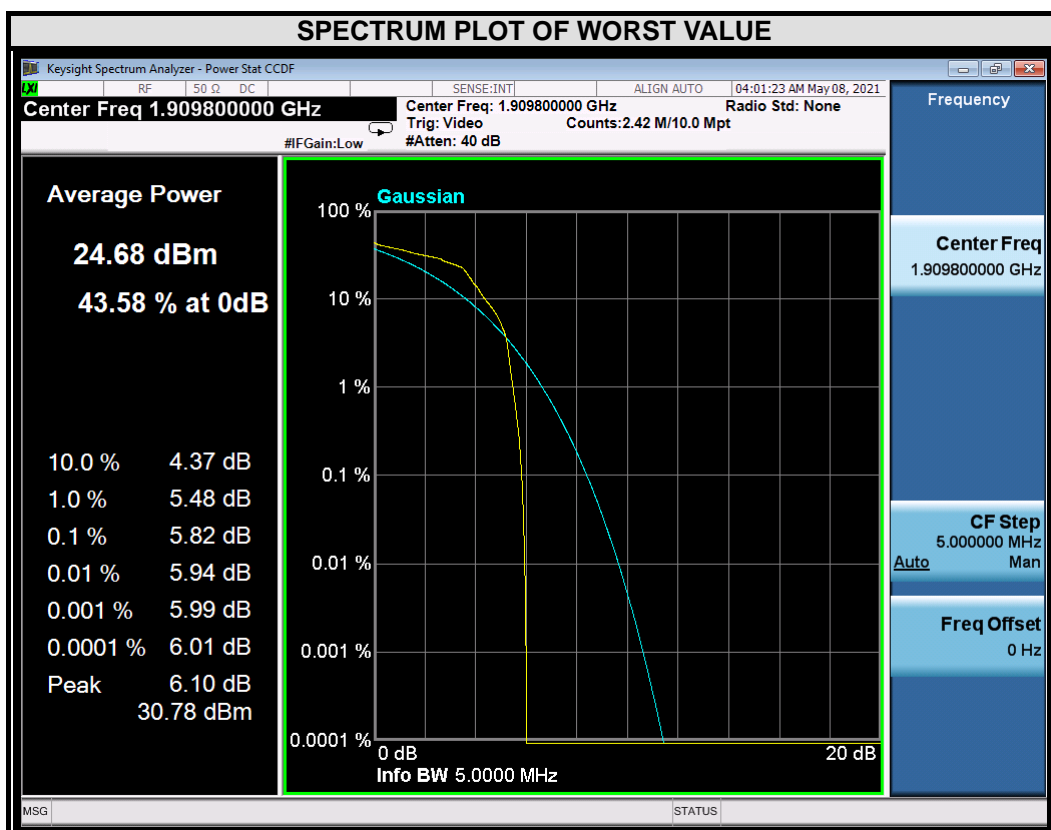 SPECTRUM PLOT OF WORST VALUE
Keysight Spectrum Analyzer - Power Stat CCDF
LXI RF 50 Ω DC SENSE:INT ALIGN AUTO 04:01:23 AM May 08, 2021
Center Freq 1.909800000 GHz
Center Freq: 1.909800000 GHz Radio Std: None
Trig: Video Counts:2.42 M/10.0 Mpt
#IFGain:Low #Atten: 40 dB
Frequency
Average Power
24.68 dBm
43.58 % at 0dB
10.0 % 4.37 dB
1.0 % 5.48 dB
0.1 % 5.82 dB
0.01 % 5.94 dB
0.001 % 5.99 dB
0.0001 % 6.01 dB
Peak 6.10 dB
30.78 dBm
Gaussian
100 %
10 %
1 %
0.1 %
0.01 %
0.001 %
0.0001 %
0 dB 20 dB
Info BW 5.0000 MHz
Center Freq
1.909800000 GHz
CF Step
5.000000 MHz
Auto Man
Freq Offset
0 Hz
MSG STATUS